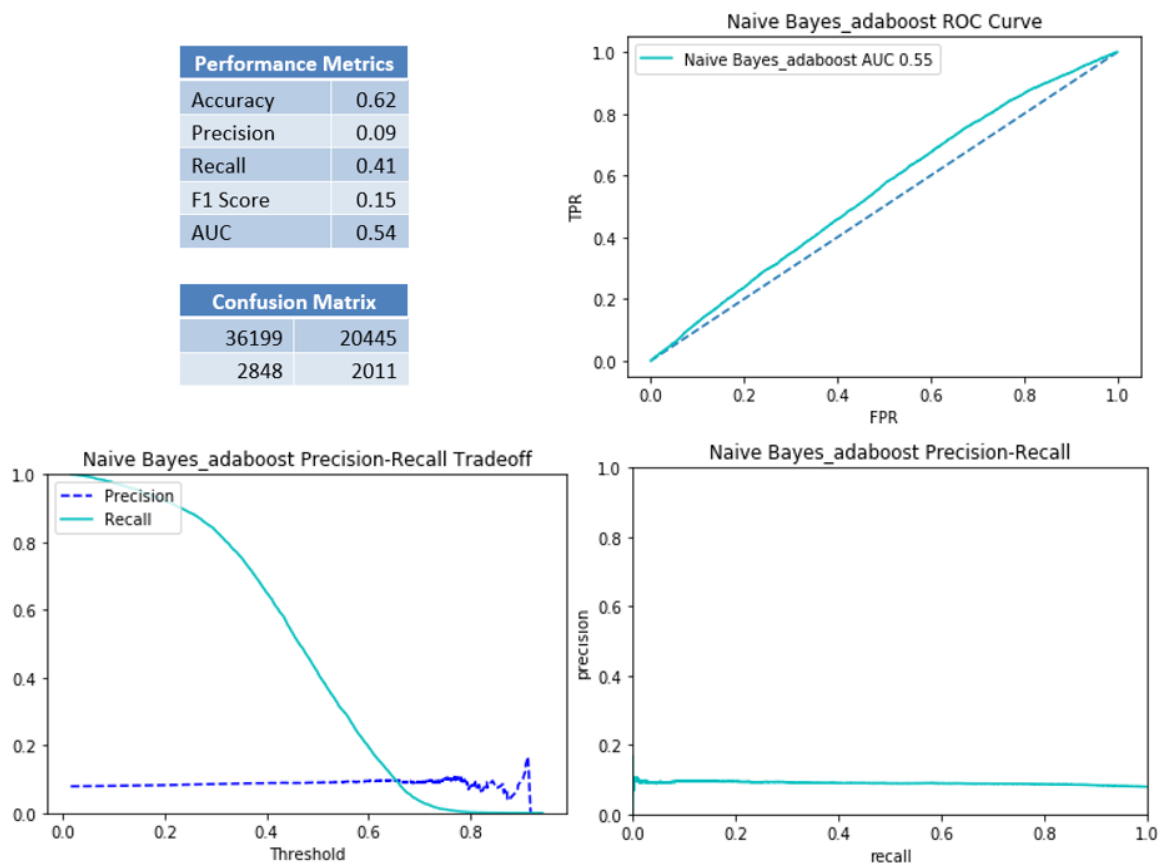 Performance Metrics
Accuracy 0.62
Precision 0.09
Recall 0.41
F1 Score 0.15
AUC 0.54
Confusion Matrix
36199 20445
2848 2011
Naive Bayes_adaboost ROC Curve
Naive Bayes_adaboost AUC 0.55
1.0
0.8
0.6
0.4
0.2
0.0
TPR
0.0 0.2 0.4 0.6 0.8 1.0
FPR
Naive Bayes_adaboost Precision-Recall Tradeoff
Precision
Recall
1.0
0.8
0.6
0.4
0.2
0.0
0.0 0.2 0.4 0.6 0.8
Threshold
Naive Bayes_adaboost Precision-Recall
1.0
0.8
0.6
0.4
0.2
0.0
precision
0.0 0.2 0.4 0.6 0.8 1.0
recall